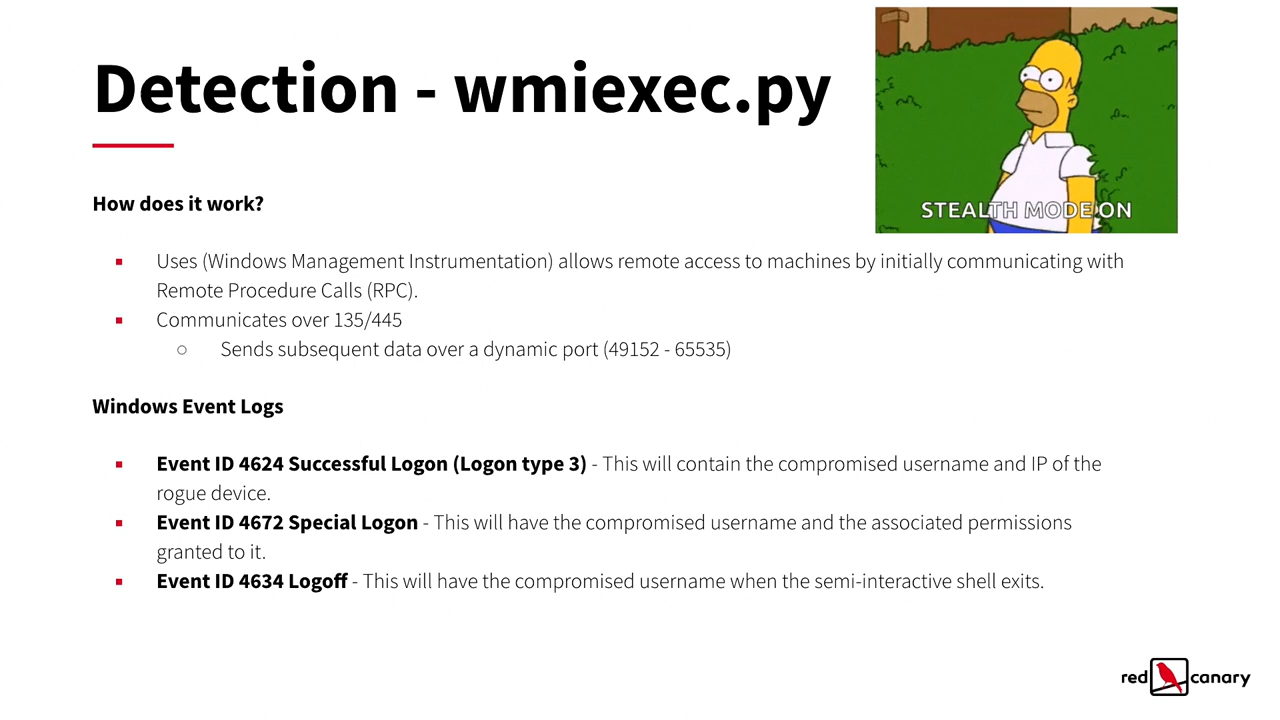 Detection - wmiexec.py
STEALTH MODE ON
How does it work?
Uses (Windows Management Instrumentation) allows remote access to machines by initially communicating with
Remote Procedure Calls (RPC).
Communicates over 135/445
Sends subsequent data over a dynamic port (49152 - 65535)
Windows Event Logs
Event ID 4624 Successful Logon (Logon type 3) - This will contain the compromised username and IP of the
rogue device.
Event ID 4672 Special Logon - This will have the compromised username and the associated permissions
granted to it.
Event ID 4634 Logoff - This will have the compromised username when the semi-interactive shell exits.
red canary